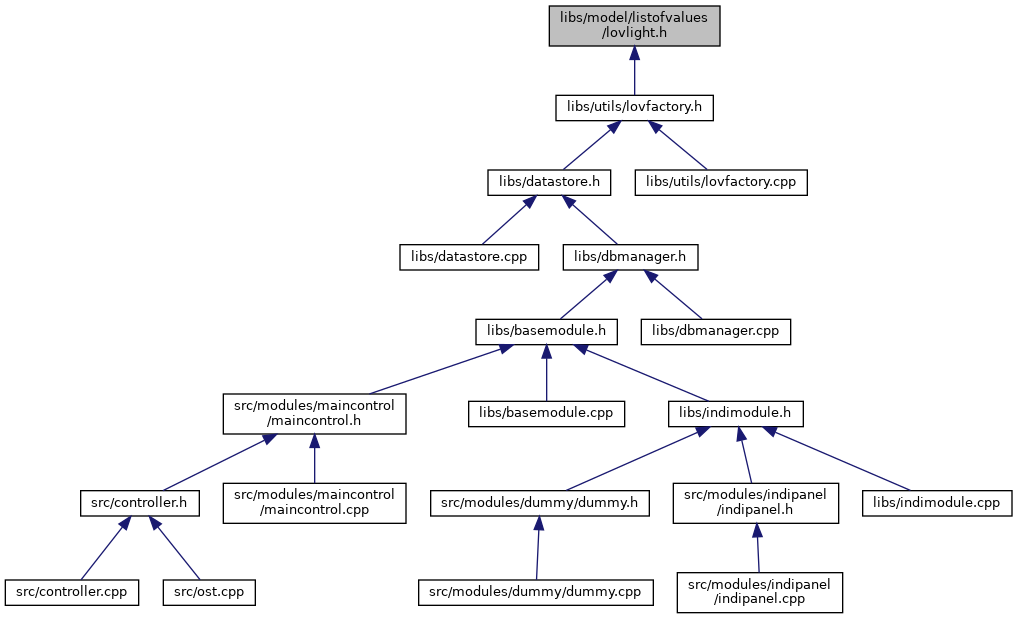 libs/model/listofvalues
/lovlight.h
libs/utils/lovfactory.h
libs/datastore.h
libs/utils/lovfactory.cpp
libs/datastore.cpp
libs/dbmanager.h
libs/basemodule.h
libs/dbmanager.cpp
src/modules/maincontrol
/maincontrol.h
libs/basemodule.cpp
libs/indimodule.h
src/controller.h
src/modules/maincontrol
/maincontrol.cpp
src/modules/dummy/dummy.h
src/modules/indipanel
/indipanel.h
libs/indimodule.cpp
src/controller.cpp
src/ost.cpp
src/modules/dummy/dummy.cpp
src/modules/indipanel
/indipanel.cpp